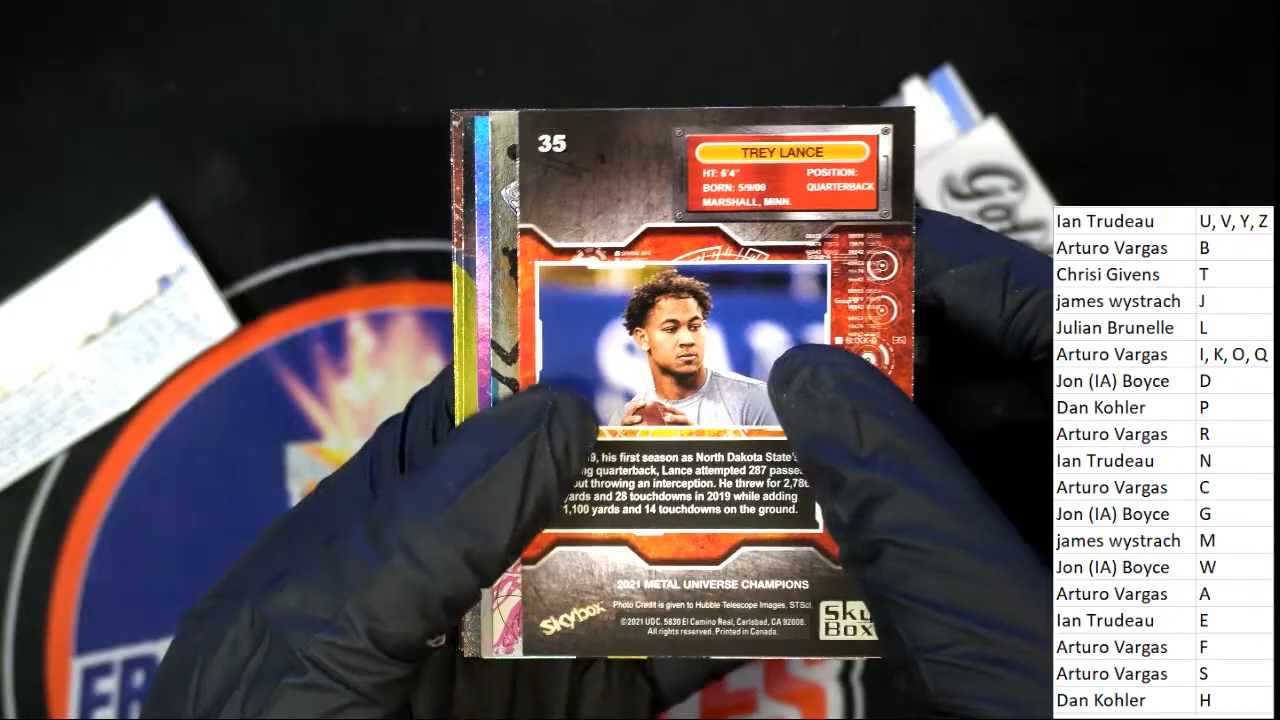 35
TREY LANCE
HT: 6'4"
POSITION:
BORN: 5/9/00
QUARTERBACK
MARSHALL, MINN.
BLOCK-D [35]
his first season as North Dakota State's
quarterback, Lance attempted 287 passes
throwing an interception. He threw for 2,786
yards and 28 touchdowns in 2019 while adding
1,100 yards and 14 touchdowns on the ground.
2021 METAL UNIVERSE CHAMPIONS
Photo Credit is given to Hubble Telescope Images, STScI
©2021 UDC. 5830 El Camino Real, Carlsbad, CA 92008.
All rights reserved. Printed in Canada.
Skybox
SKY
BOX
Ian Trudeau U, V, Y, Z
Arturo Vargas B
Chrisi Givens T
james wystrach J
Julian Brunelle L
Arturo Vargas I, K, O, Q
Jon (IA) Boyce D
Dan Kohler P
Arturo Vargas R
Ian Trudeau N
Arturo Vargas C
Jon (IA) Boyce G
james wystrach M
Jon (IA) Boyce W
Arturo Vargas A
Ian Trudeau E
Arturo Vargas F
Arturo Vargas S
Dan Kohler H